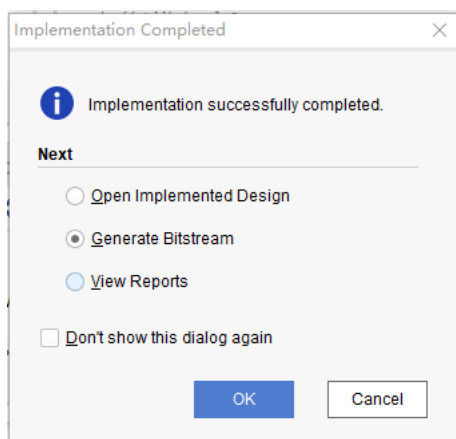 Implementation Completed
Implementation successfully completed.
Next
Open Implemented Design
Generate Bitstream
View Reports
Don't show this dialog again
OK
Cancel